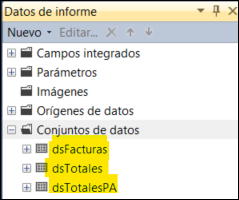 Datos de informe
Nuevo Editar...
Campos integrados
Parámetros
Imágenes
Orígenes de datos
Conjuntos de datos
dsFacturas
dsTotales
dsTotalesPA